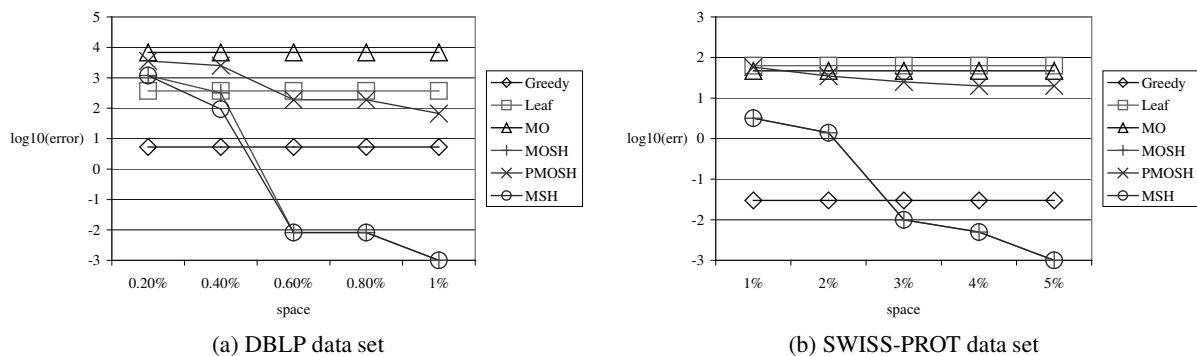 5
4
3
2
1
0
-1
-2
-3
log10(error)
0.20% 0.40% 0.60% 0.80% 1%
space
Greedy
Leaf
MO
MOSH
PMOSH
MSH
(a) DBLP data set
3
2
1
0
-1
-2
-3
log10(err)
1% 2% 3% 4% 5%
space
Greedy
Leaf
MO
MOSH
PMOSH
MSH
(b) SWISS-PROT data set